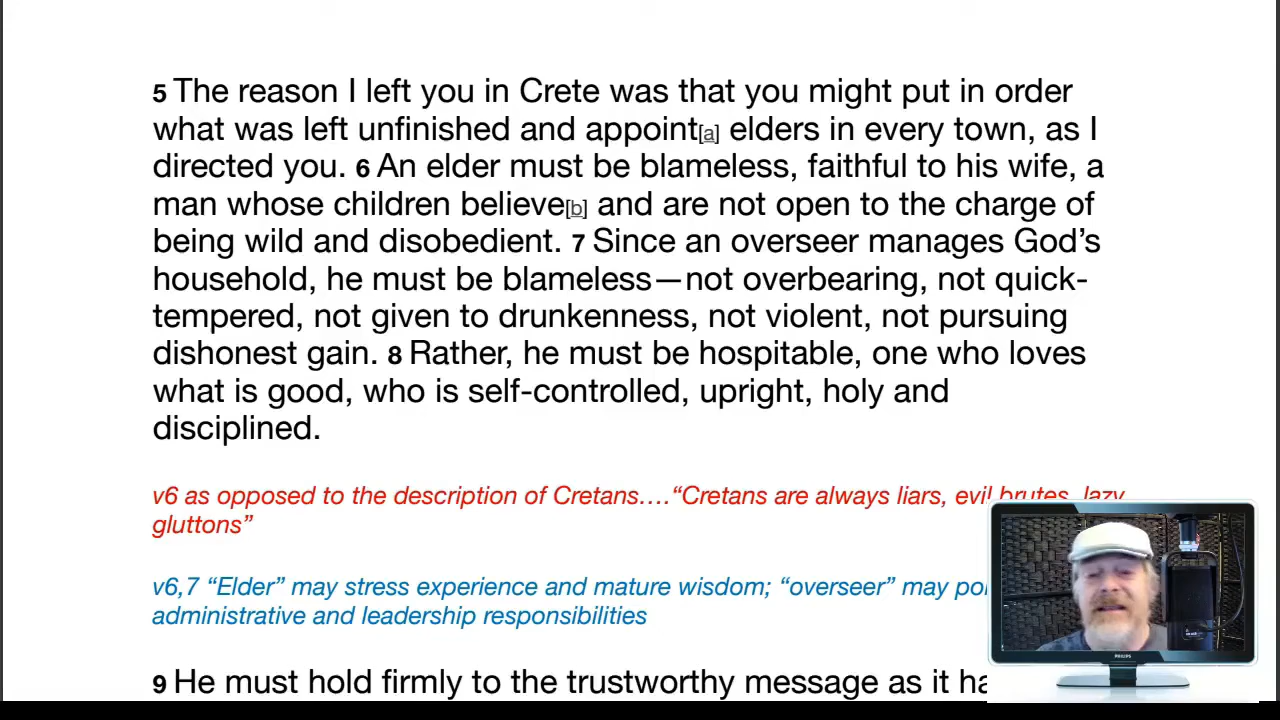 5 The reason I left you in Crete was that you might put in order
what was left unfinished and appoint[a] elders in every town, as I
directed you. 6 An elder must be blameless, faithful to his wife, a
man whose children believe[b] and are not open to the charge of
being wild and disobedient. 7 Since an overseer manages God’s
household, he must be blameless—not overbearing, not quick-
tempered, not given to drunkenness, not violent, not pursuing
dishonest gain. 8 Rather, he must be hospitable, one who loves
what is good, who is self-controlled, upright, holy and
disciplined.
v6 as opposed to the description of Cretans….“Cretans are always liars, evil brutes, lazy
gluttons”
v6,7 “Elder” may stress experience and mature wisdom; “overseer” may
administrative and leadership responsibilities
9 He must hold firmly to the trustworthy message as it
PHILIPS